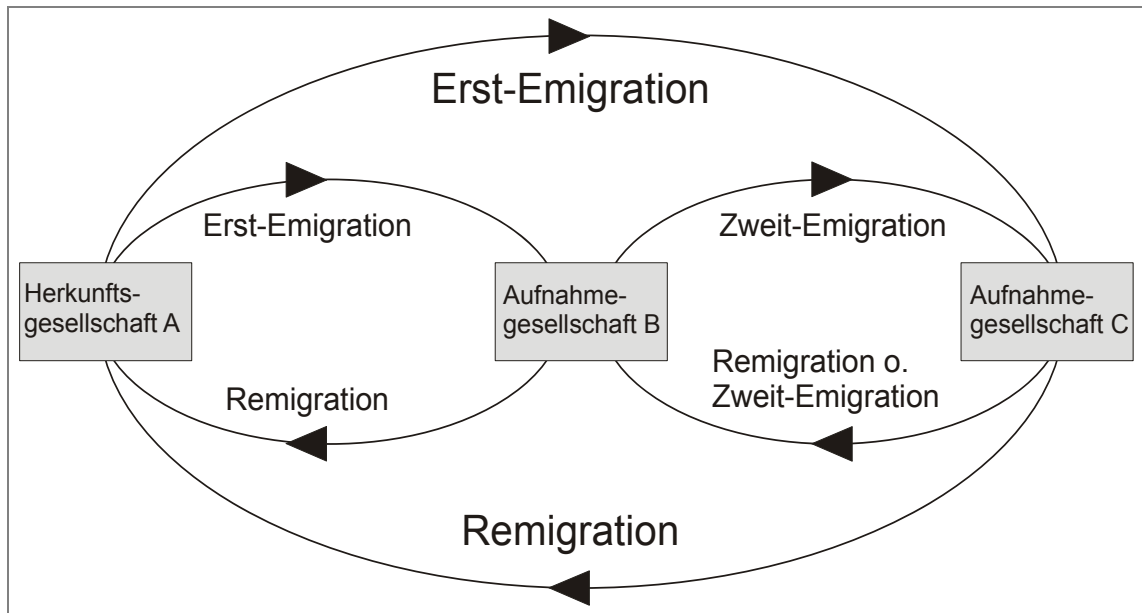 Erst-Emigration
Erst-Emigration
Zweit-Emigration
Herkunfts-
gesellschaft A
Aufnahme-
gesellschaft B
Aufnahme-
gesellschaft C
Remigration
Remigration o.
Zweit-Emigration
Remigration